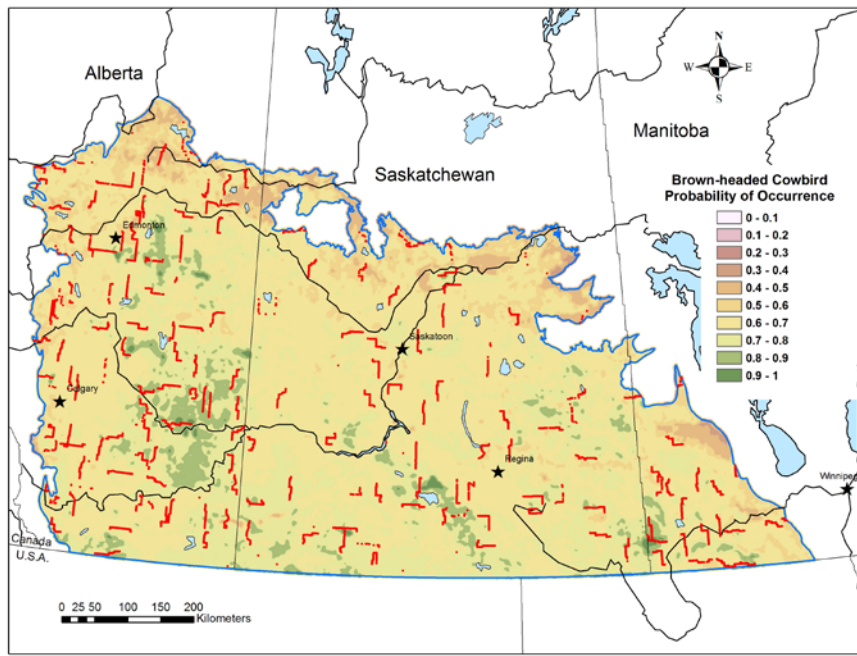 Alberta
N
W E
S
Manitoba
Saskatchewan
Brown-headed Cowbird
Probability of Occurrence
0 - 0.1
0.1 - 0.2
0.2 - 0.3
0.3 - 0.4
0.4 - 0.5
0.5 - 0.6
0.6 - 0.7
0.7 - 0.8
0.8 - 0.9
0.9 - 1
Edmonton
Saskatoon
Calgary
Regina
Winnipeg
Canada
U.S.A.
0 25 50 100 150 200
Kilometers